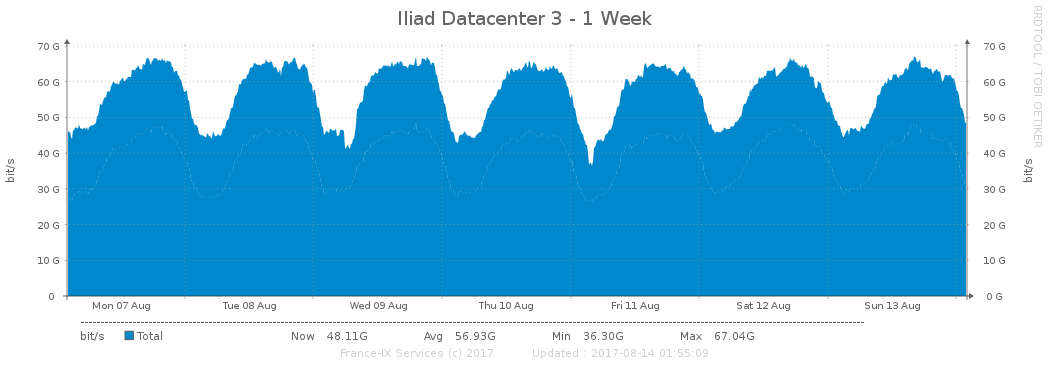 Iliad Datacenter 3 - 1 Week
RRDTOOL / TOBI OETIKER
70 G 70 G
60 G 60 G
50 G 50 G
40 G 40 G
30 G 30 G
20 G 20 G
10 G 10 G
0 0 G
bit/s bit/s
Mon 07 Aug Tue 08 Aug Wed 09 Aug Thu 10 Aug Fri 11 Aug Sat 12 Aug Sun 13 Aug
bit/s Total Now 48.11G Avg 56.93G Min 36.30G Max 67.04G
France-IX Services (c) 2017 Updated : 2017-08-14 01:55:09